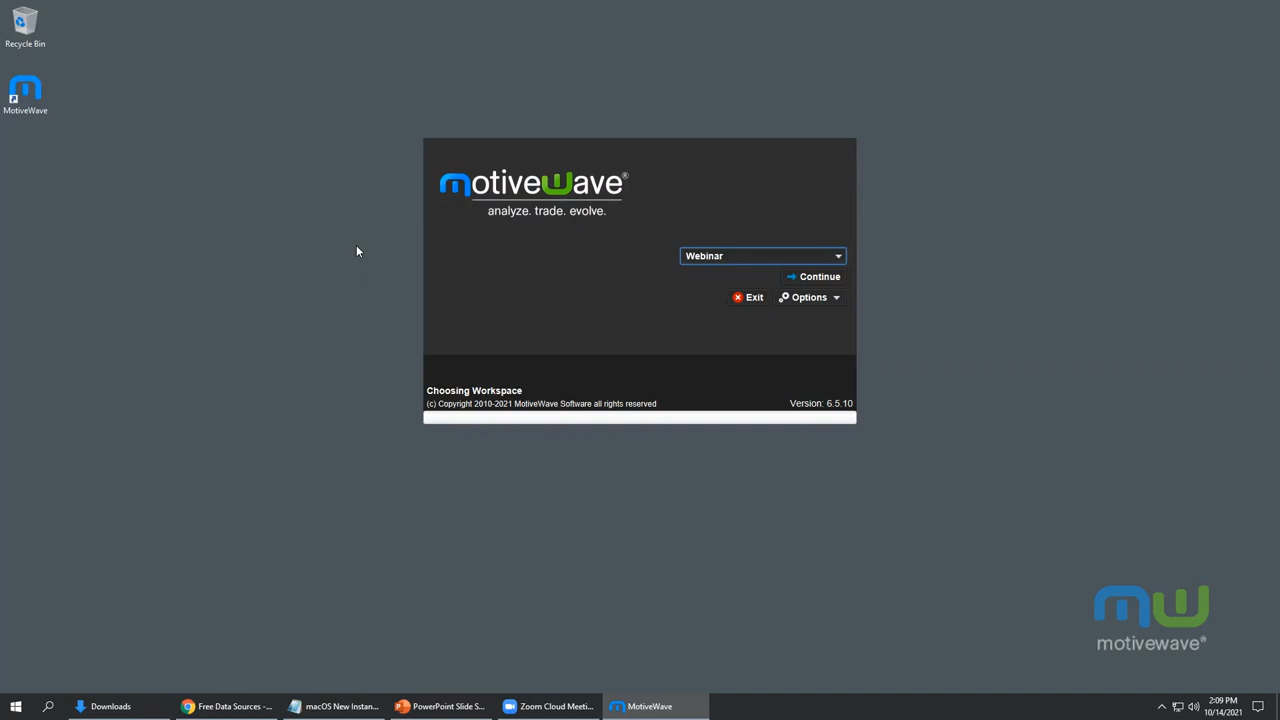 Recycle Bin
MotiveWave
motivewave®
analyze. trade. evolve.
Webinar
Continue
Exit
Options
Choosing Workspace
(c) Copyright 2010-2021 MotiveWave Software all rights reserved
Version: 6.5.10
mw
motivewave®
Downloads
Free Data Sources - ...
macOS New Instan...
PowerPoint Slide S...
Zoom Cloud Meeti...
MotiveWave
2:09 PM
10/14/2021